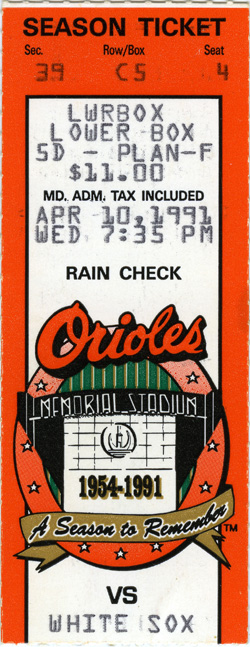 SEASON TICKET
Sec. Row/Box Seat
39 C5 4
LWRBOX
LOWER BOX
SD - PLAN-F
$11.00
MD. ADM. TAX INCLUDED
APR 10,1991
WED 7:35 PM
RAIN CHECK
Orioles
MEMORIAL STADIUM
1954-1991
A Season to Remember
TM
VS
WHITE SOX